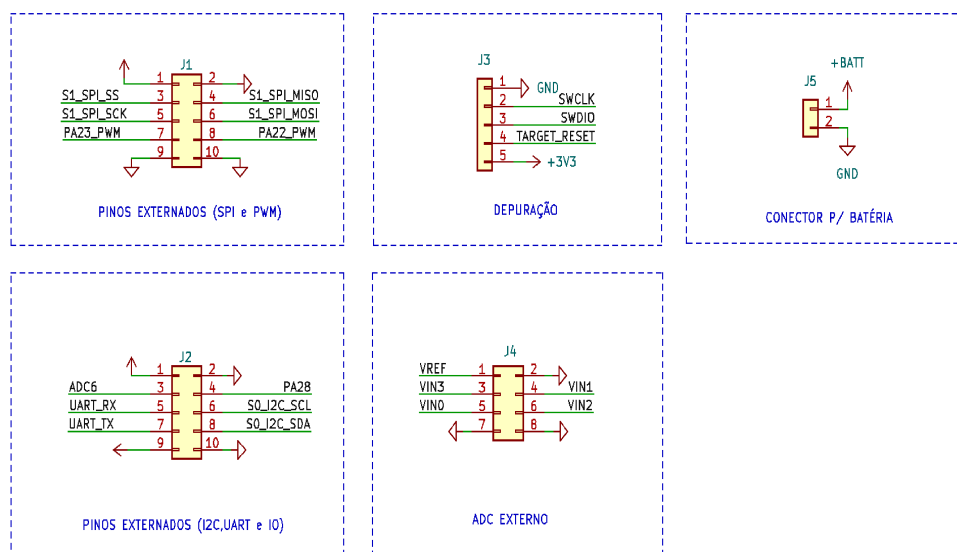 J1
1 2
S1_SPI_SS 3 4 S1_SPI_MISO
S1_SPI_SCK 5 6 S1_SPI_MOSI
PA23_PWM 7 8 PA22_PWM
9 10
PINOS EXTERNADOS (SPI e PWM)
J3
1 GND
2 SWCLK
3 SWDIO
4 TARGET_RESET
5 +3V3
DEPURAÇÃO
+BATT
J5
1
2
GND
CONECTOR P/ BATÉRIA
J2
1 2
ADC6 3 4 PA28
UART_RX 5 6 S0_I2C_SCL
UART_TX 7 8 S0_I2C_SDA
9 10
PINOS EXTERNADOS (I2C,UART e IO)
J4
VREF 1 2
VIN3 3 4 VIN1
VIN0 5 6 VIN2
7 8
ADC EXTERNO